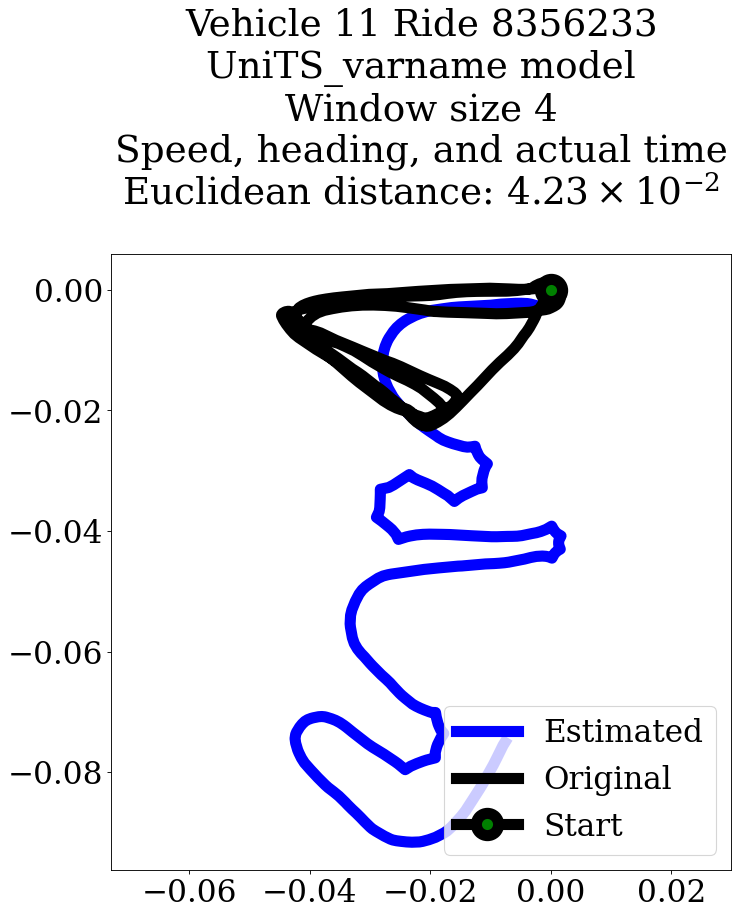 Vehicle 11 Ride 8356233
UniTS_varname model
Window size 4
Speed, heading, and actual time
Euclidean distance: 4.23 × 10⁻²
0.00
−0.02
−0.04
−0.06
−0.08
Estimated
Original
Start
−0.06 −0.04 −0.02 0.00 0.02